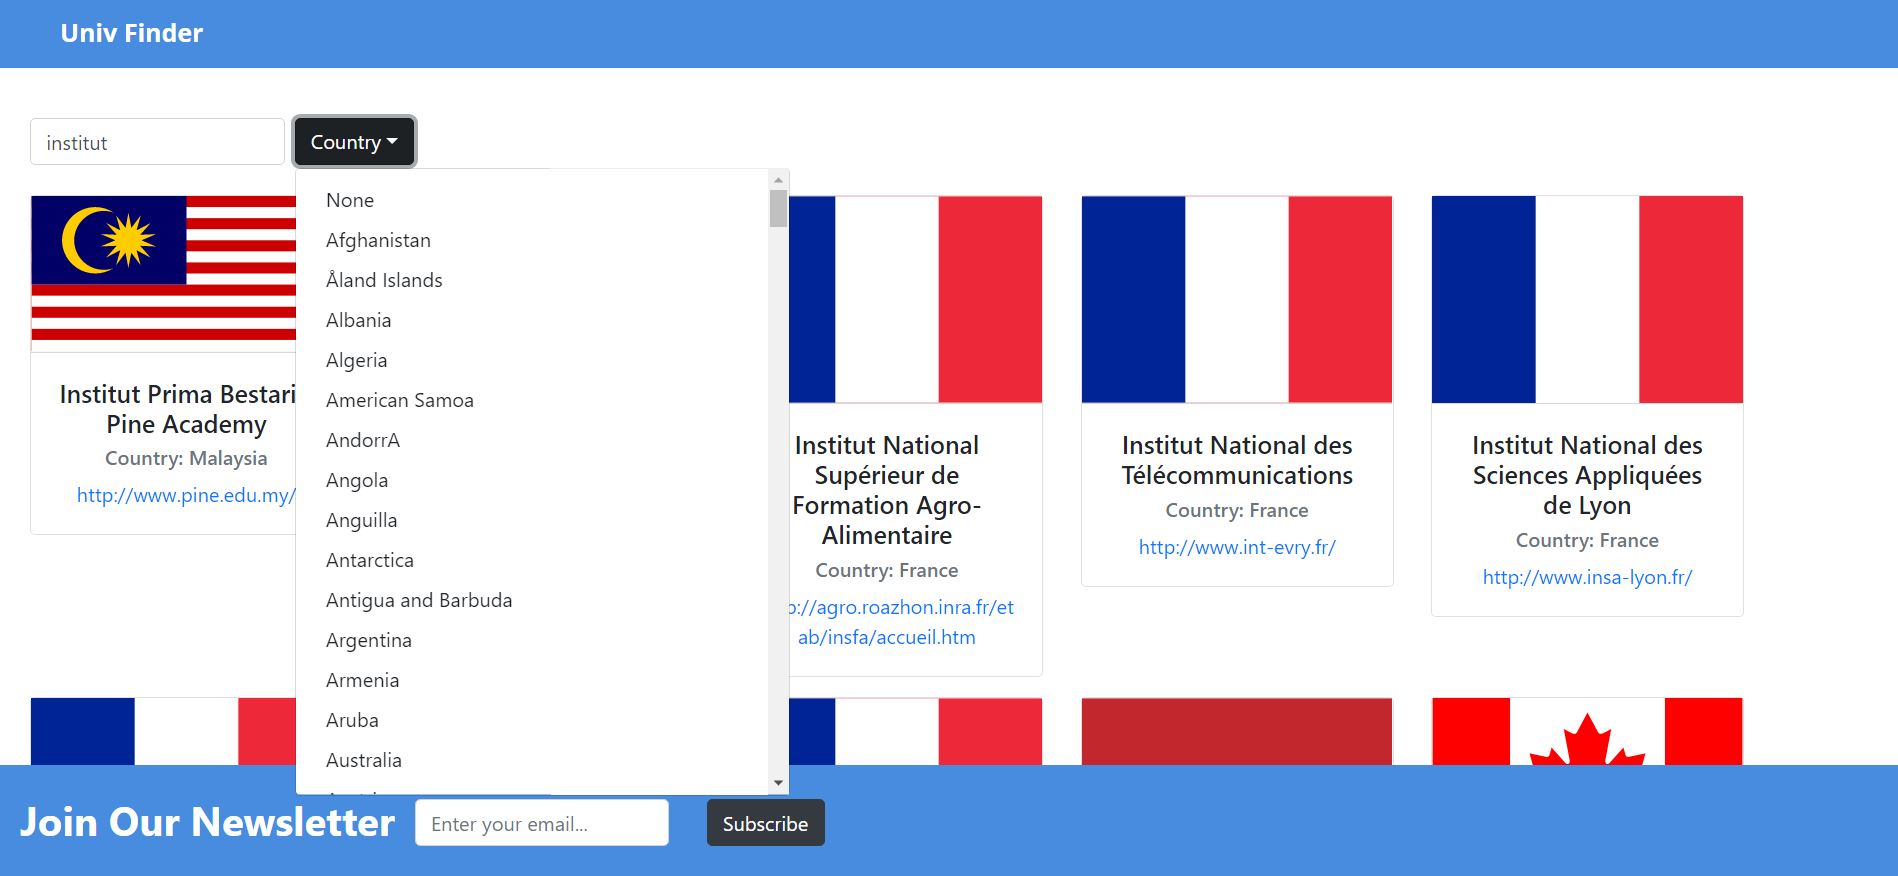 Univ Finder
institut
Country
None
Afghanistan
Åland Islands
Albania
Algeria
American Samoa
AndorrA
Angola
Anguilla
Antarctica
Antigua and Barbuda
Argentina
Armenia
Aruba
Australia
Institut Prima Bestari
Pine Academy
Country: Malaysia
http://www.pine.edu.my/
Institut National
Supérieur de
Formation Agro-
Alimentaire
Country: France
p://agro.roazhon.inra.fr/et
ab/insfa/accueil.htm
Institut National des
Télécommunications
Country: France
http://www.int-evry.fr/
Institut National des
Sciences Appliquées
de Lyon
Country: France
http://www.insa-lyon.fr/
Join Our Newsletter
Enter your email...
Subscribe